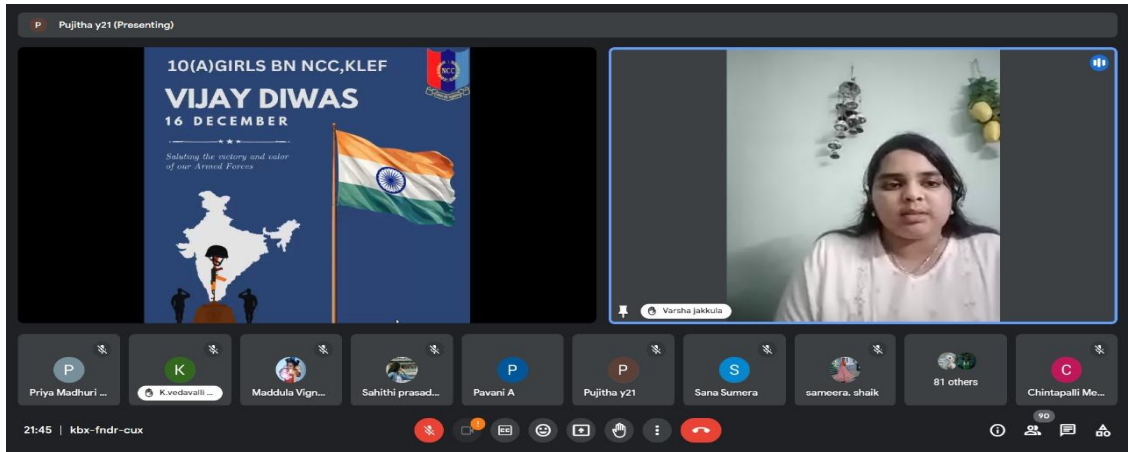 P Pujitha y21 (Presenting)
10(A)GIRLS BN NCC,KLEF
NCC
VIJAY DIWAS
16 DECEMBER
Saluting the victory and valor
of our Armed Forces
Varsha jakkula
P
Priya Madhuri ...
K
K.vedavalli ...
Maddula Vign...
Sahithi prasad...
P
Pavani A
P
Pujitha y21
S
Sana Sumera
sameera. shaik
81 others
C
Chintapalli Me...
21:45 | kbx-fndr-cux
CC
90